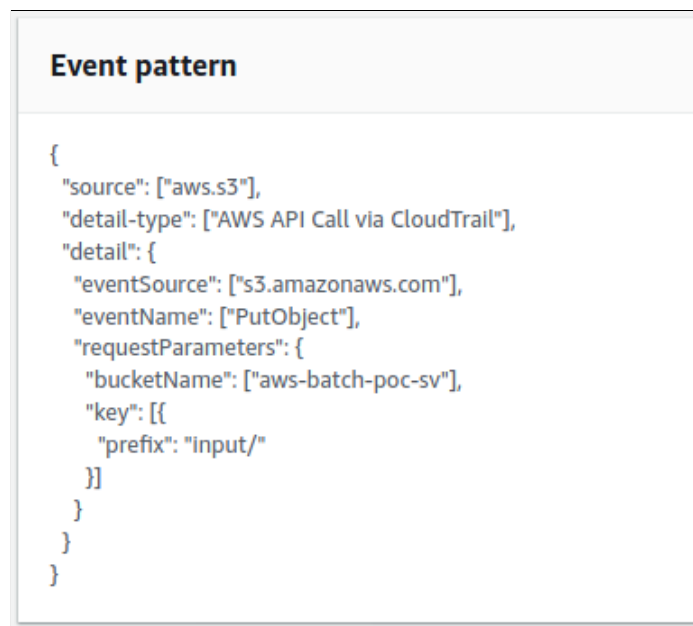 Event pattern
{
"source": ["aws.s3"],
"detail-type": ["AWS API Call via CloudTrail"],
"detail": {
"eventSource": ["s3.amazonaws.com"],
"eventName": ["PutObject"],
"requestParameters": {
"bucketName": ["aws-batch-poc-sv"],
"key": [{
"prefix": "input/"
}]
}
}
}